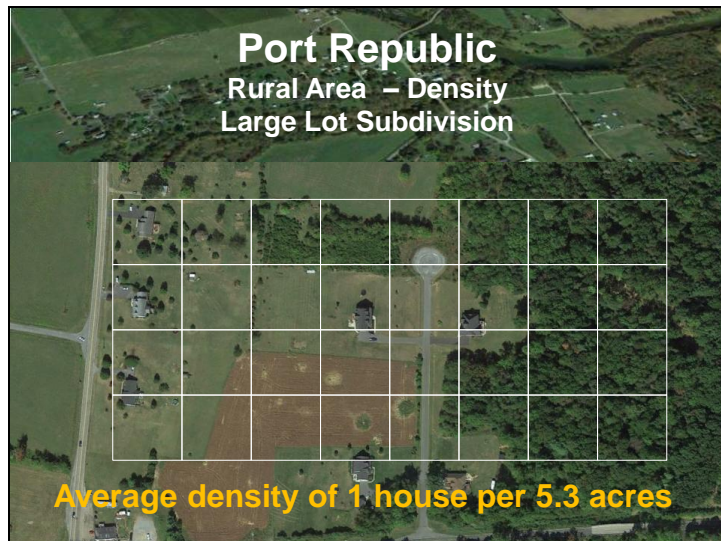 Port Republic
Rural Area – Density
Large Lot Subdivision
Average density of 1 house per 5.3 acres